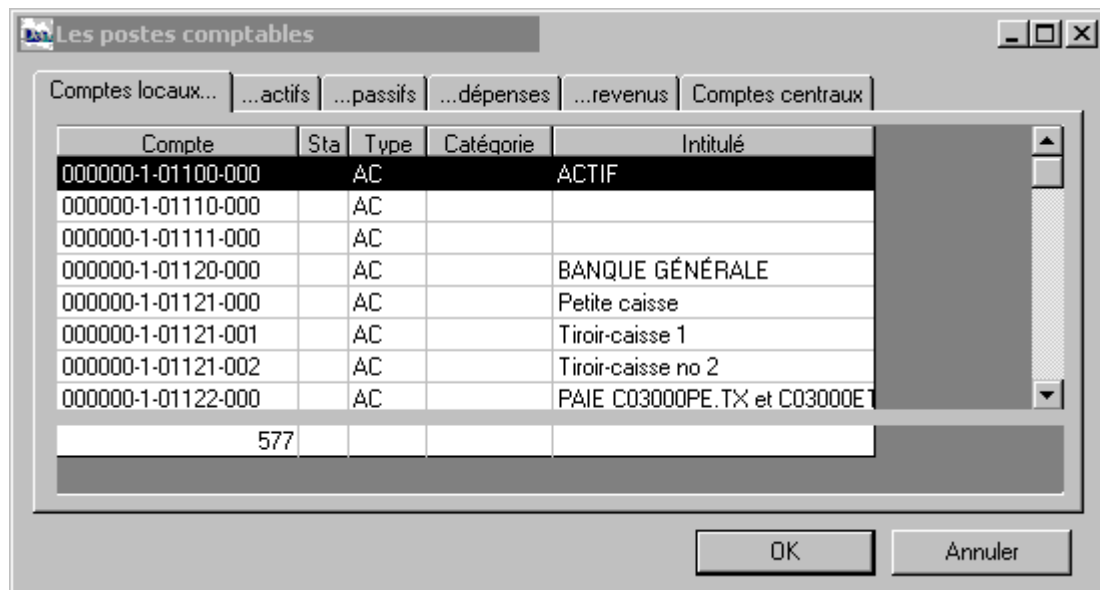 Les postes comptables
Comptes locaux... ...actifs ...passifs ...dépenses ...revenus Comptes centraux
Compte Sta Type Catégorie Intitulé
000000-1-01100-000 AC ACTIF
000000-1-01110-000 AC
000000-1-01111-000 AC
000000-1-01120-000 AC BANQUE GÉNÉRALE
000000-1-01121-000 AC Petite caisse
000000-1-01121-001 AC Tiroir-caisse 1
000000-1-01121-002 AC Tiroir-caisse no 2
000000-1-01122-000 AC PAIE C03000PE.TX et C03000ET
577
OK Annuler